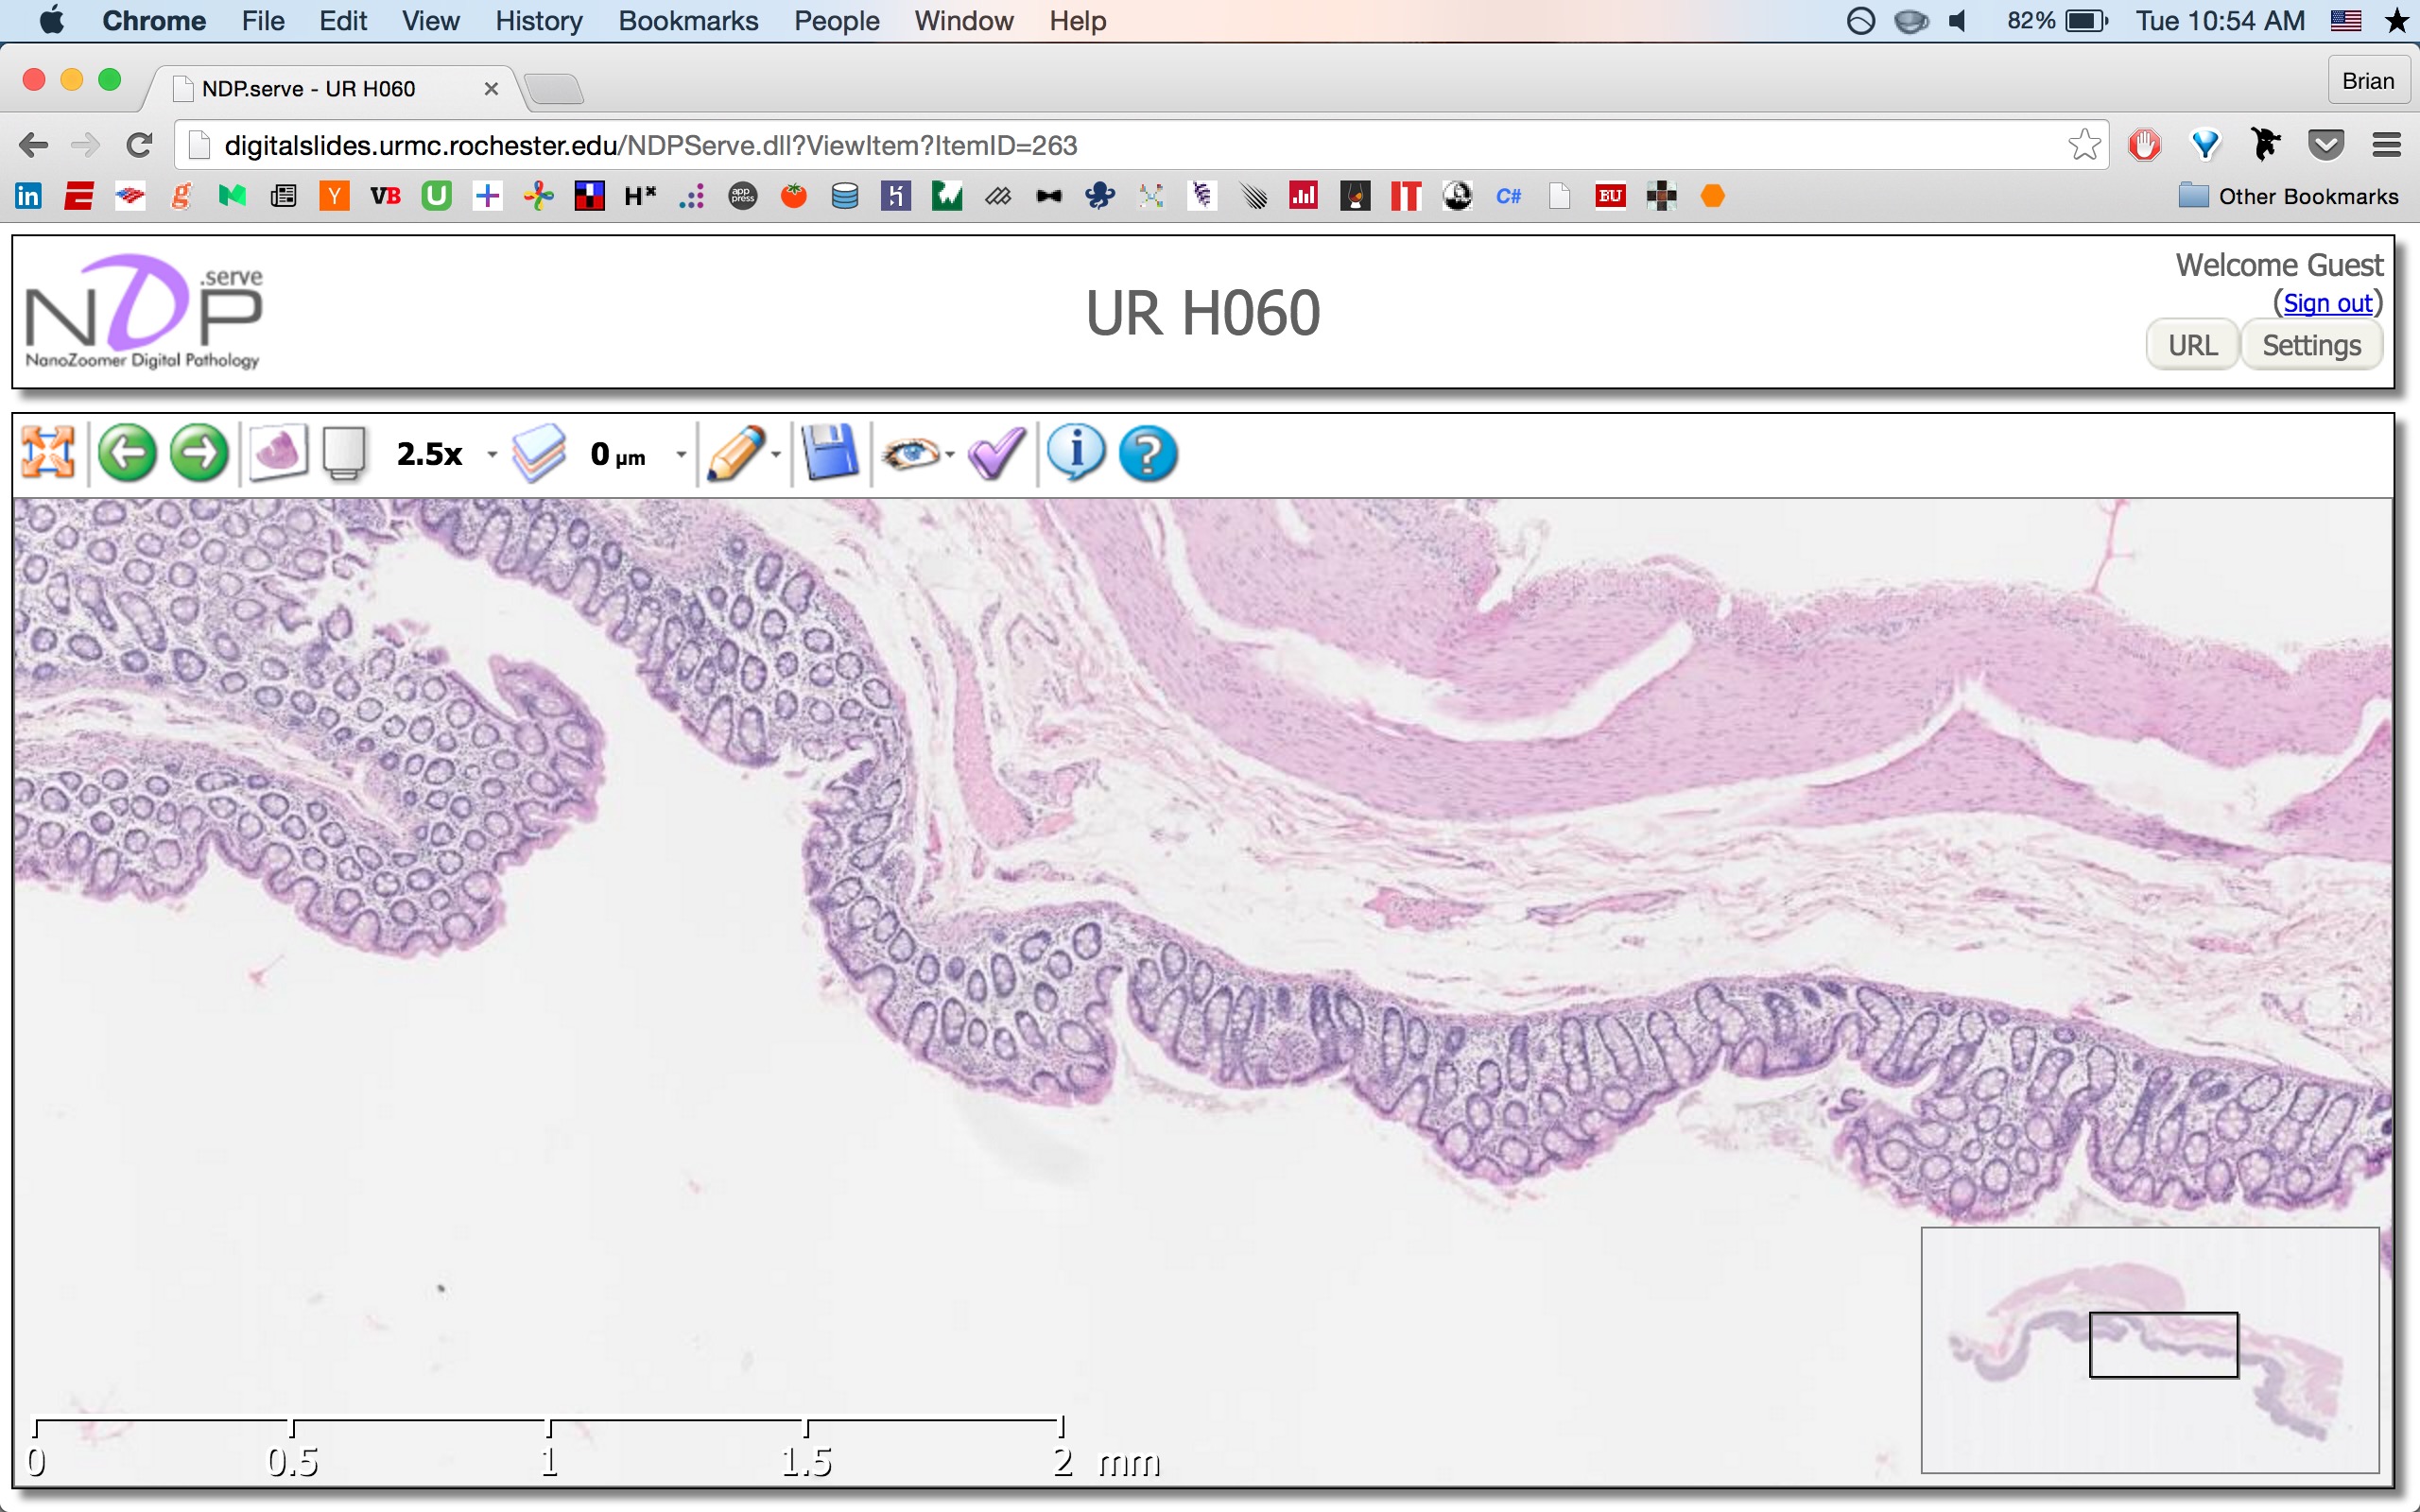 Chrome File Edit View History Bookmarks People Window Help 82% Tue 10:54 AM
NDP.serve - UR H060 Brian
digitalslides.urmc.rochester.edu/NDPServe.dll?ViewItem?ItemID=263
in g Y VB U H app press IT C# BU Other Bookmarks
NDP .serve
NanoZoomer Digital Pathology
UR H060
Welcome Guest
(Sign out)
URL Settings
2.5x 0 µm
0 0.5 1 1.5 2 mm